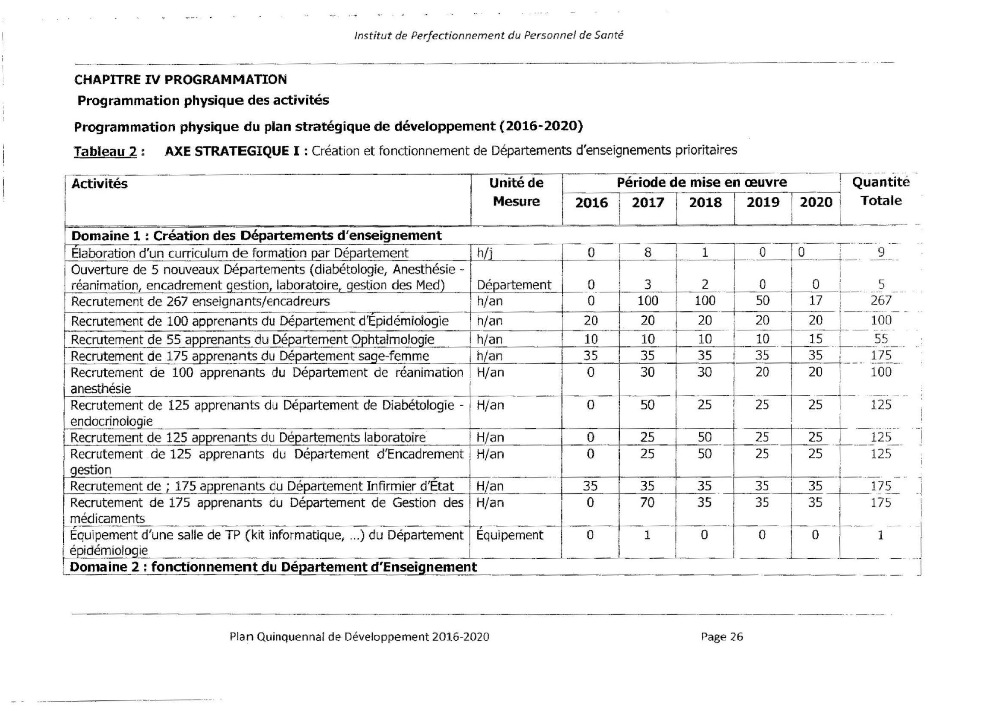 Institut de Perfectionnement du Personnel de Santé
CHAPITRE IV PROGRAMMATION
Programmation physique des activités
Programmation physique du plan stratégique de développement (2016-2020)
Tableau 2 : AXE STRATEGIQUE I : Création et fonctionnement de Départements d'enseignements prioritaires
Activités Unité de Période de mise en œuvre Quantité
Mesure 2016 2017 2018 2019 2020 Totale
Domaine 1 : Création des Départements d'enseignement
Élaboration d'un curriculum de formation par Département h/j 0 8 1 0 0 9
Ouverture de 5 nouveaux Départements (diabétologie, Anesthésie -
réanimation, encadrement gestion, laboratoire, gestion des Med) Département 0 3 2 0 0 5
Recrutement de 267 enseignants/encadreurs h/an 0 100 100 50 17 267
Recrutement de 100 apprenants du Département d'Épidémiologie h/an 20 20 20 20 20 100
Recrutement de 55 apprenants du Département Ophtalmologie h/an 10 10 10 10 15 55
Recrutement de 175 apprenants du Département sage-femme h/an 35 35 35 35 35 175
Recrutement de 100 apprenants du Département de réanimation H/an 0 30 30 20 20 100
anesthésie
Recrutement de 125 apprenants du Département de Diabétologie - H/an 0 50 25 25 25 125
endocrinologie
Recrutement de 125 apprenants du Départements laboratoire H/an 0 25 50 25 25 125
Recrutement de 125 apprenants du Département d'Encadrement H/an 0 25 50 25 25 125
gestion
Recrutement de ; 175 apprenants du Département Infirmier d'État H/an 35 35 35 35 35 175
Recrutement de 175 apprenants du Département de Gestion des H/an 0 70 35 35 35 175
médicaments
Équipement d'une salle de TP (kit informatique, ...) du Département Équipement 0 1 0 0 0 1
épidémiologie
Domaine 2 : fonctionnement du Département d'Enseignement
Plan Quinquennal de Développement 2016-2020 Page 26